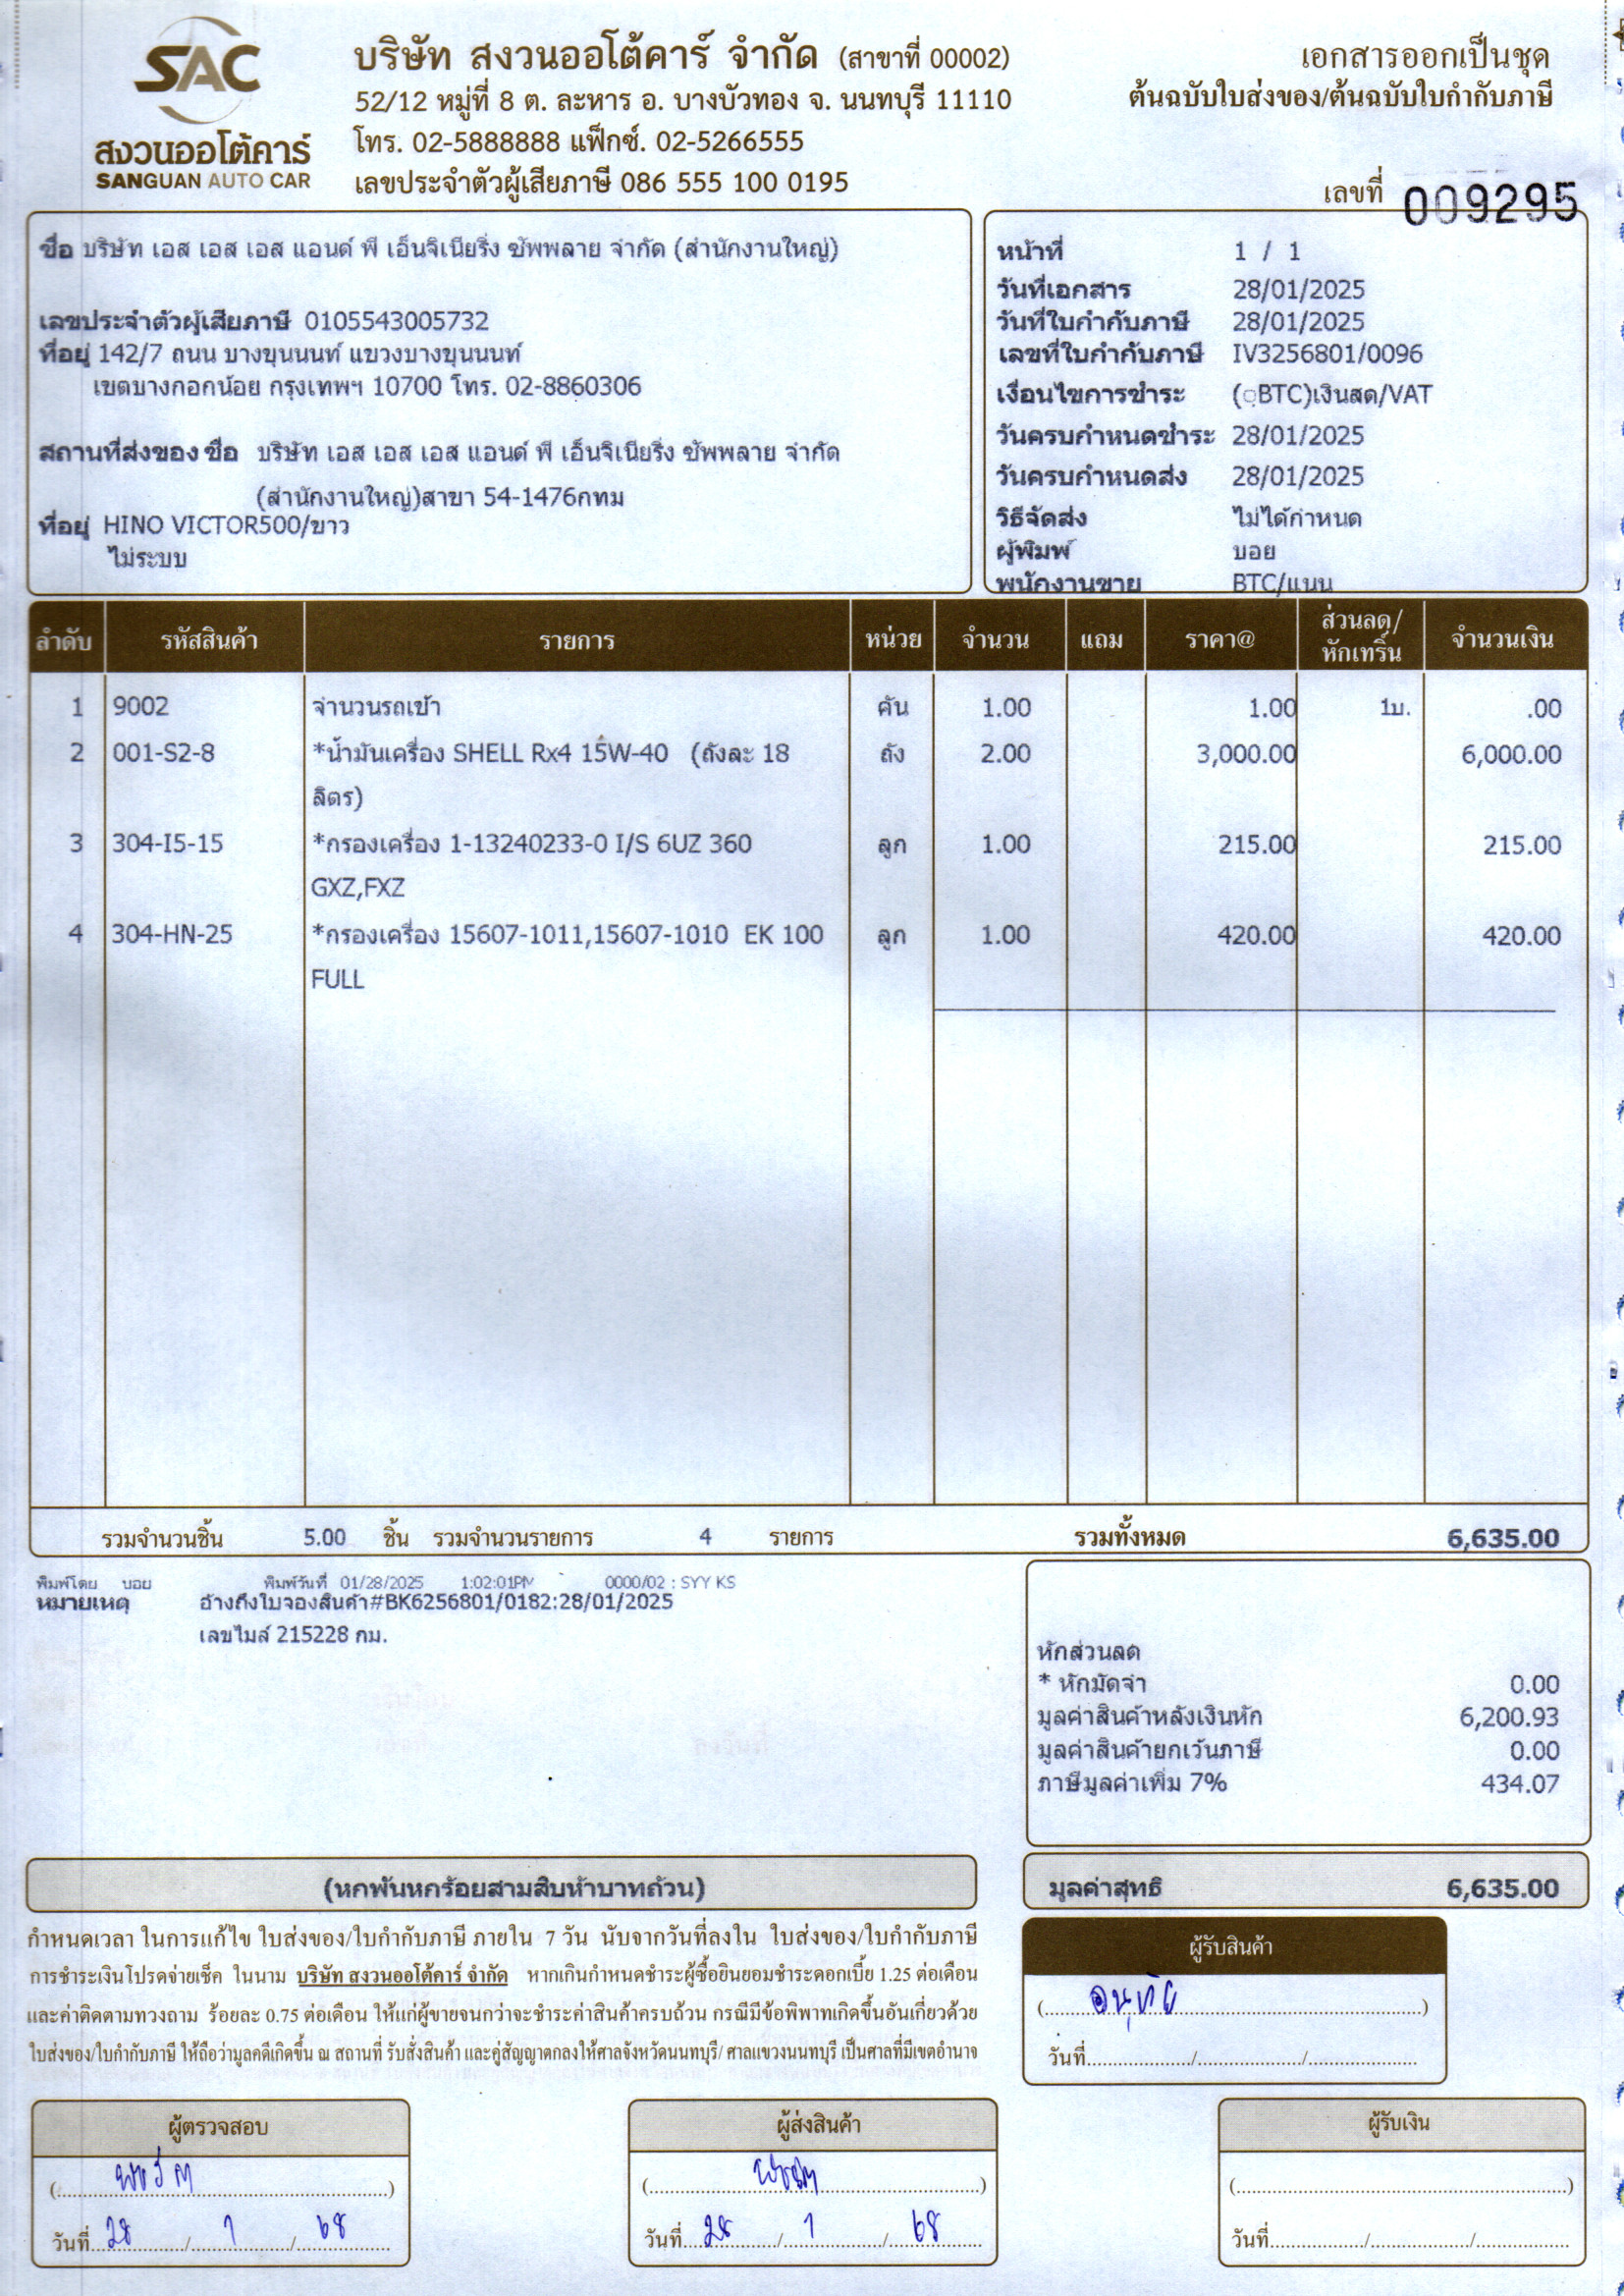 SAC
สงวนออโต้คาร์
SANGUAN AUTO CAR
บริษัท สงวนออโต้คาร์ จำกัด (สาขาที่ 00002)
52/12 หมู่ที่ 8 ต. ละหาร อ. บางบัวทอง จ. นนทบุรี 11110
โทร. 02-5888888 แฟ็กซ์. 02-5266555
เลขประจำตัวผู้เสียภาษี 086 555 100 0195
เอกสารออกเป็นชุด
ต้นฉบับใบส่งของ/ต้นฉบับใบกำกับภาษี
เลขที่ 009295
ชื่อ บริษัท เอส เอส เอส แอนด์ พี เอ็นจิเนียริ่ง ซัพพลาย จำกัด (สำนักงานใหญ่)
เลขประจำตัวผู้เสียภาษี 0105543005732
ที่อยู่ 142/7 ถนน บางขุนนนท์ แขวงบางขุนนนท์
เขตบางกอกน้อย กรุงเทพฯ 10700 โทร. 02-8860306
สถานที่ส่งของ ชื่อ บริษัท เอส เอส เอส แอนด์ พี เอ็นจิเนียริ่ง ซัพพลาย จำกัด
(สำนักงานใหญ่)สาขา 54-1476กทม
ที่อยู่ HINO VICTOR500/ขาว
ไม่ระบบ
หน้าที่ 1 / 1
วันที่เอกสาร 28/01/2025
วันที่ใบกำกับภาษี 28/01/2025
เลขที่ใบกำกับภาษี IV3256801/0096
เงื่อนไขการชำระ (ฺBTC)เงินสด/VAT
วันครบกำหนดชำระ 28/01/2025
วันครบกำหนดส่ง 28/01/2025
วิธีจัดส่ง ไม่ได้กำหนด
ผู้พิมพ์ บอย
พนักงานขาย BTC/แนน
ลำดับ รหัสสินค้า รายการ หน่วย จำนวน แถม ราคา@ ส่วนลด/หักเทริ์น จำนวนเงิน
1 9002 จำนวนรถเข้า คัน 1.00 1.00 1บ. .00
2 001-S2-8 *น้ำมันเครื่อง SHELL Rx4 15W-40 (ถังละ 18 ถัง 2.00 3,000.00 6,000.00
ลิตร)
3 304-I5-15 *กรองเครื่อง 1-13240233-0 I/S 6UZ 360 ลูก 1.00 215.00 215.00
GXZ,FXZ
4 304-HN-25 *กรองเครื่อง 15607-1011,15607-1010 EK 100 ลูก 1.00 420.00 420.00
FULL
รวมจำนวนชิ้น 5.00 ชิ้น รวมจำนวนรายการ 4 รายการ รวมทั้งหมด 6,635.00
พิมพ์โดย บอย พิมพ์วันที่ 01/28/2025 1:02:01PM 0000/02 : SYY KS
หมายเหตุ อ้างถึงใบจองสินค้า#BK6256801/0182:28/01/2025
เลขไมล์ 215228 กม.
หักส่วนลด
* หักมัดจำ 0.00
มูลค่าสินค้าหลังเงินหัก 6,200.93
มูลค่าสินค้ายกเว้นภาษี 0.00
ภาษีมูลค่าเพิ่ม 7% 434.07
(หกพันหกร้อยสามสิบห้าบาทถ้วน)
มูลค่าสุทธิ 6,635.00
กำหนดเวลา ในการแก้ไข ใบส่งของ/ใบกำกับภาษี ภายใน 7 วัน นับจากวันที่ลงใน ใบส่งของ/ใบกำกับภาษี
การชำระเงินโปรดจ่ายเช็ค ในนาม บริษัท สงวนออโต้คาร์ จำกัด หากเกินกำหนดชำระผู้ซื้อยินยอมชำระดอกเบี้ย 1.25 ต่อเดือน
และค่าติดตามทวงถาม ร้อยละ 0.75 ต่อเดือน ให้แก่ผู้ขายจนกว่าจะชำระค่าสินค้าครบถ้วน กรณีมีข้อพิพาทเกิดขึ้นอันเกี่ยวด้วย
ใบส่งของ/ใบกำกับภาษี ให้ถือว่ามูลคดีเกิดขึ้น ณ สถานที่ รับสั่งสินค้า และคู่สัญญาตกลงให้ศาลจังหวัดนนทบุรี/ ศาลแขวงนนทบุรี เป็นศาลที่มีเขตอำนาจ
ผู้รับสินค้า
วันที่ / /
ผู้ตรวจสอบ
วันที่ 28 / 1 / 68
ผู้ส่งสินค้า
วันที่ 28 / 1 / 68
ผู้รับเงิน
วันที่ / /